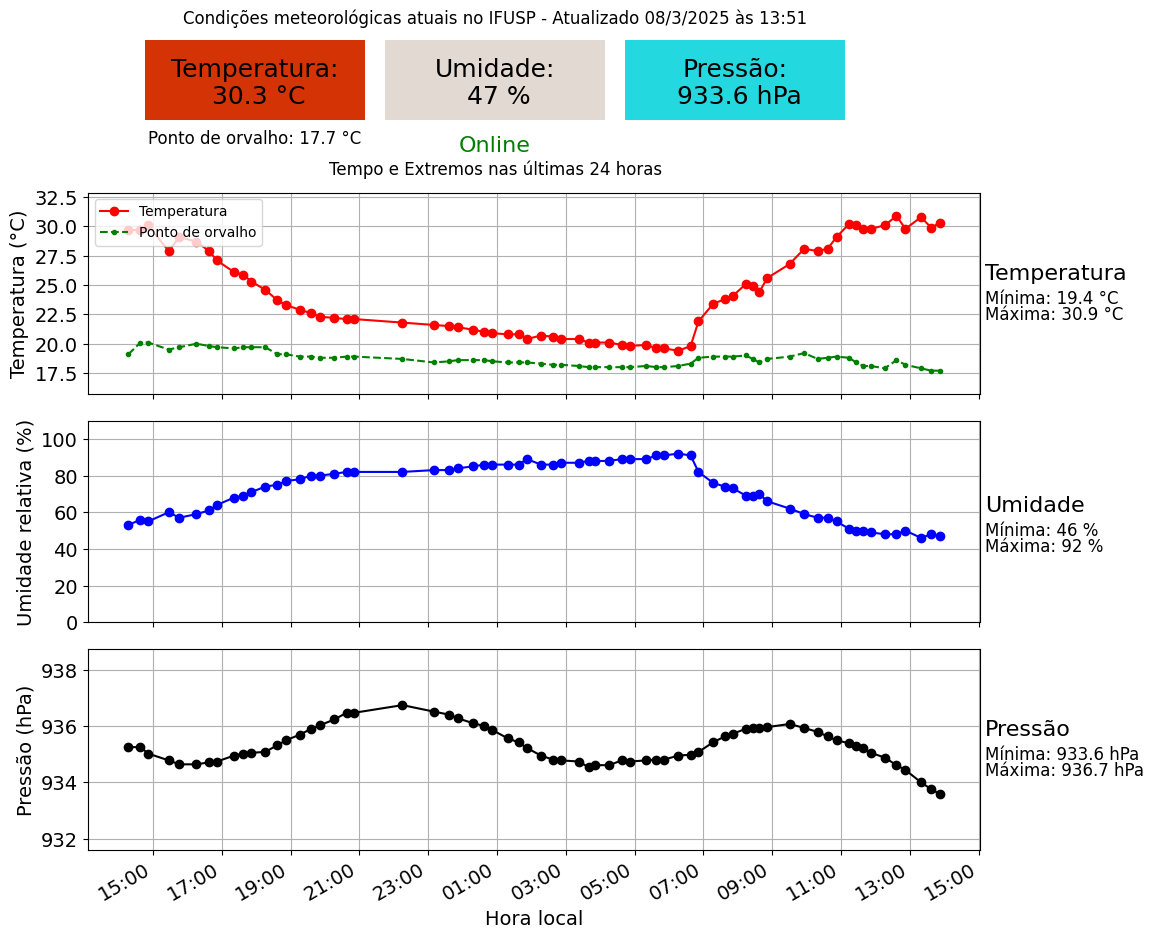 Condições meteorológicas atuais no IFUSP - Atualizado 08/3/2025 às 13:51
Temperatura:
30.3 °C
Umidade:
47 %
Pressão:
933.6 hPa
Ponto de orvalho: 17.7 °C
Online
Tempo e Extremos nas últimas 24 horas
Temperatura (°C)
32.5
30.0
27.5
25.0
22.5
20.0
17.5
Temperatura
Ponto de orvalho
Temperatura
Mínima: 19.4 °C
Máxima: 30.9 °C
Umidade relativa (%)
100
80
60
40
20
0
Umidade
Mínima: 46 %
Máxima: 92 %
Pressão (hPa)
938
936
934
932
Pressão
Mínima: 933.6 hPa
Máxima: 936.7 hPa
15:00
17:00
19:00
21:00
23:00
01:00
03:00
05:00
07:00
09:00
11:00
13:00
15:00
Hora local